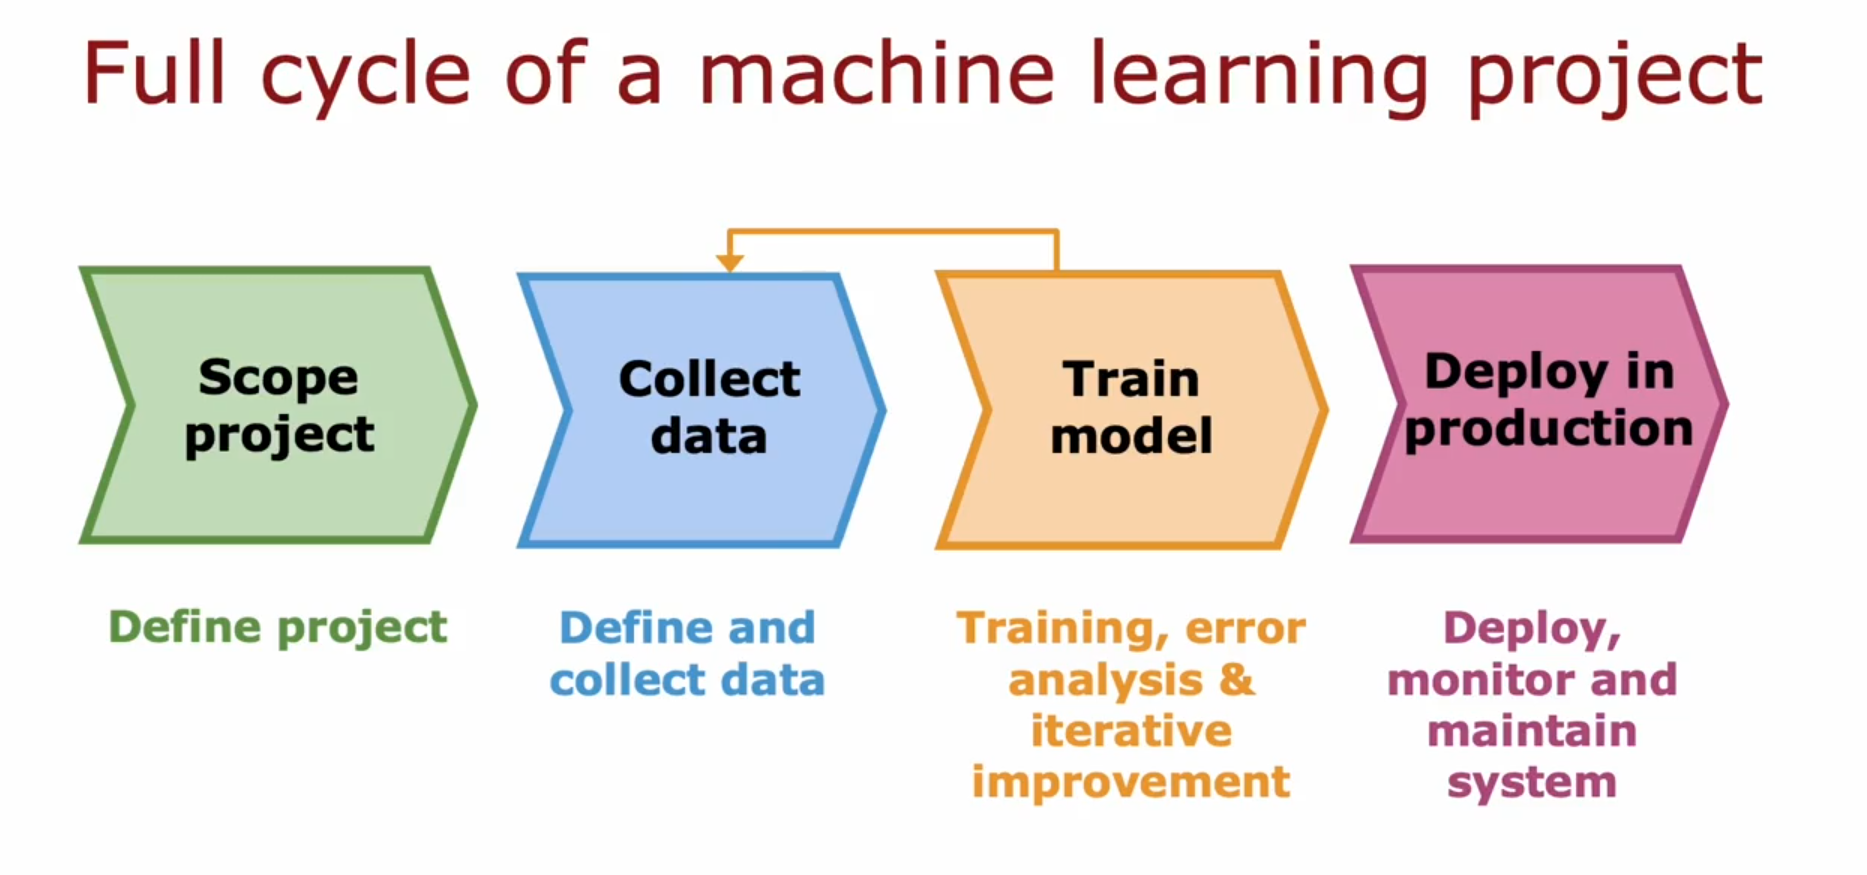 Full cycle of a machine learning project
Scope
project
Collect
data
Train
model
Deploy in
production
Define project
Define and
collect data
Training, error
analysis &
iterative
improvement
Deploy,
monitor and
maintain
system